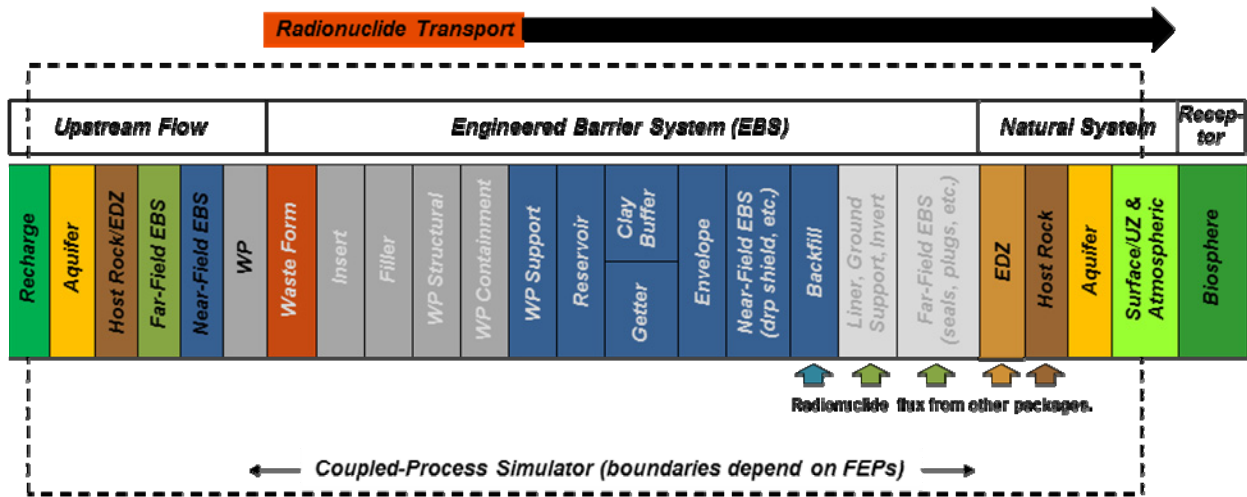 Radionuclide Transport
Upstream Flow
Engineered Barrier System (EBS)
Natural System
Recep-
tor
Recharge
Aquifer
Host Rock/EDZ
Far-Field EBS
Near-Field EBS
WP
Waste Form
Insert
Filler
WP Structural
WP Containment
WP Support
Reservoir
Clay
Buffer
Getter
Envelope
Near-Field EBS
(drp shield, etc.)
Backfill
Liner, Ground
Support,Invert
Far-Field EBS
(seals, plugs, etc.)
EDZ
Host Rock
Aquifer
Surface/UZ &
Atmospheric
Biosphere
Radionuclide flux from other packages.
Coupled-Process Simulator (boundaries depend on FEPs)